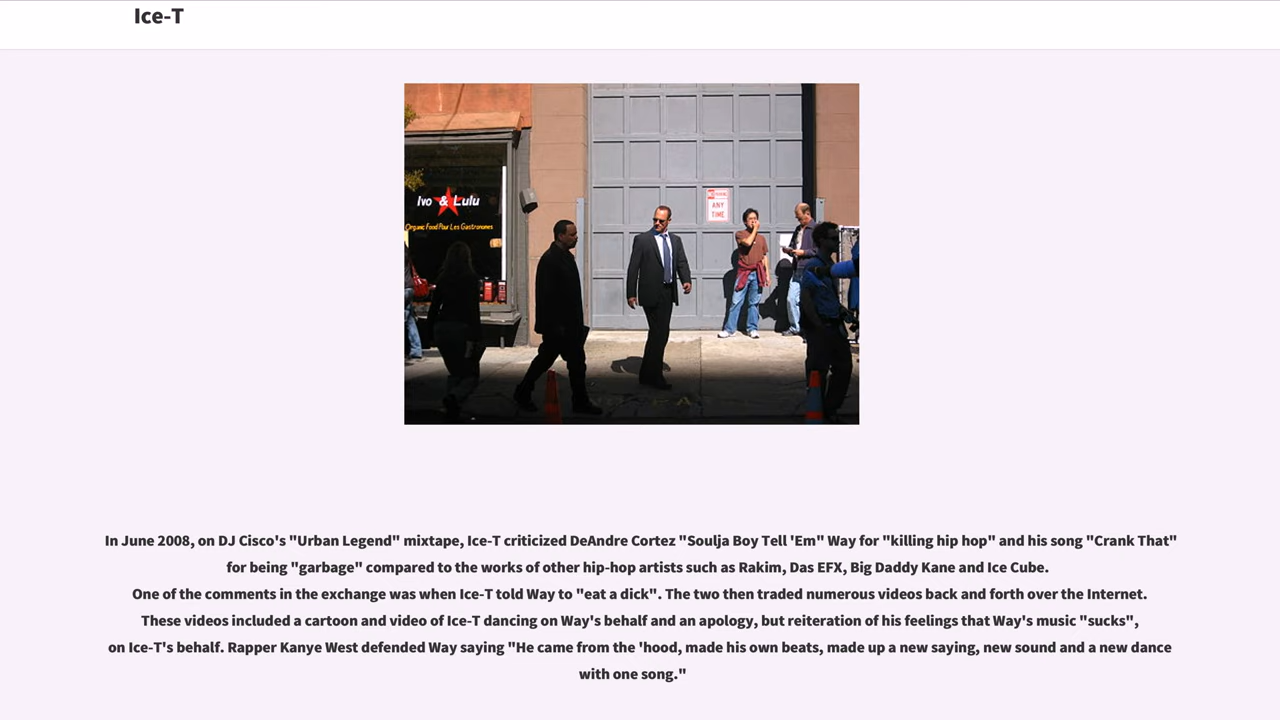 Ice-T
Ivo & Lulu
Organic Food Pour Les Gastronomes
ANY
TIME
In June 2008, on DJ Cisco's "Urban Legend" mixtape, Ice-T criticized DeAndre Cortez "Soulja Boy Tell 'Em" Way for "killing hip hop" and his song "Crank That"
for being "garbage" compared to the works of other hip-hop artists such as Rakim, Das EFX, Big Daddy Kane and Ice Cube.
One of the comments in the exchange was when Ice-T told Way to "eat a dick". The two then traded numerous videos back and forth over the Internet.
These videos included a cartoon and video of Ice-T dancing on Way's behalf and an apology, but reiteration of his feelings that Way's music "sucks",
on Ice-T's behalf. Rapper Kanye West defended Way saying "He came from the 'hood, made his own beats, made up a new saying, new sound and a new dance
with one song."